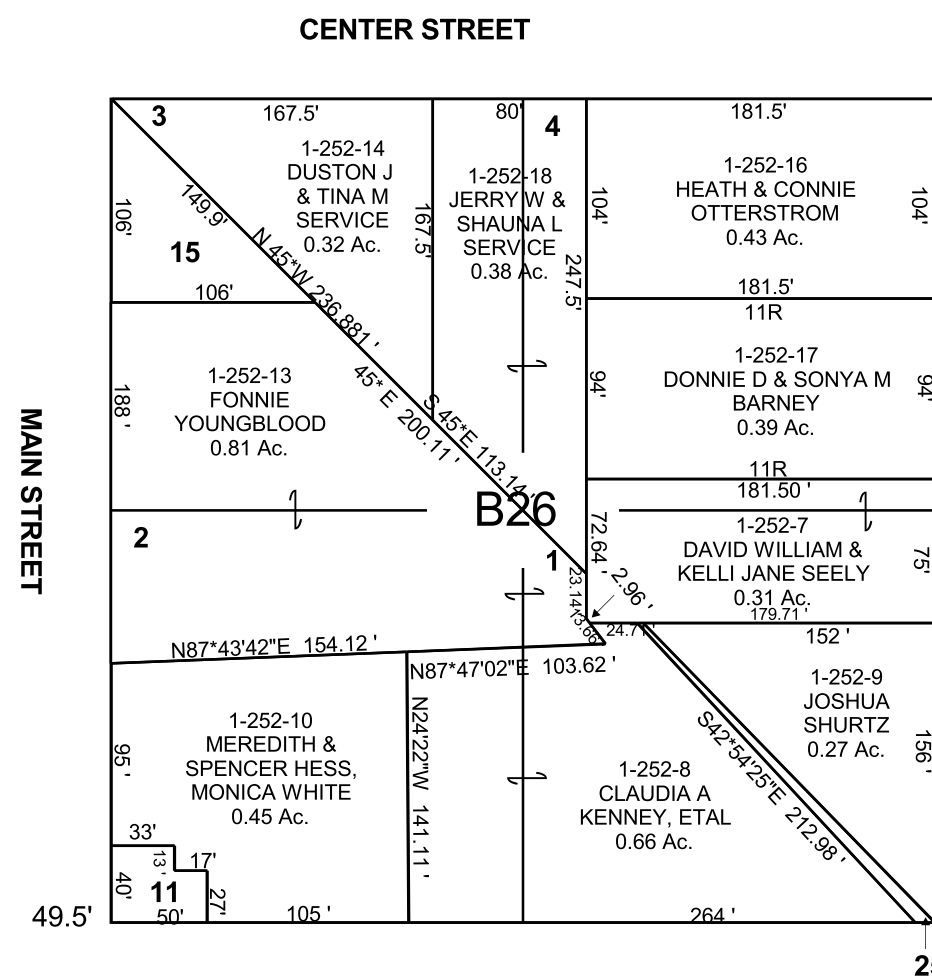 CENTER STREET
3
167.5'
80'
4
181.5'
1-252-14
DUSTON J
& TINA M
SERVICE
0.32 Ac.
1-252-18
JERRY W &
SHAUNA L
SERVICE
0.38 Ac.
1-252-16
HEATH & CONNIE
OTTERSTROM
0.43 Ac.
106'
149.9'
15
167.5'
104'
104'
N 45*W 236.881 '
247.5'
106'
181.5'
11R
1-252-13
FONNIE
YOUNGBLOOD
0.81 Ac.
188 '
45* E 200.11 '
S 45*E 113.14 '
94'
1-252-17
DONNIE D & SONYA M
BARNEY
0.39 Ac.
94'
11R
181.50 '
MAIN STREET
B26
2
1
72.64 '
1-252-7
DAVID WILLIAM &
KELLI JANE SEELY
0.31 Ac.
75'
23.14
2.96 '
13.66
24.71'
179.71 '
152 '
N87*43'42"E 154.12 '
N87*47'02"E 103.62 '
1-252-9
JOSHUA
SHURTZ
0.27 Ac.
156 '
1-252-10
MEREDITH &
SPENCER HESS,
MONICA WHITE
0.45 Ac.
95 '
N24'22"W 141.11 '
1-252-8
CLAUDIA A
KENNEY, ETAL
0.66 Ac.
S42*54'25"E 212.98 '
33'
13 '
17'
40'
11
27'
49.5'
50'
105 '
264 '